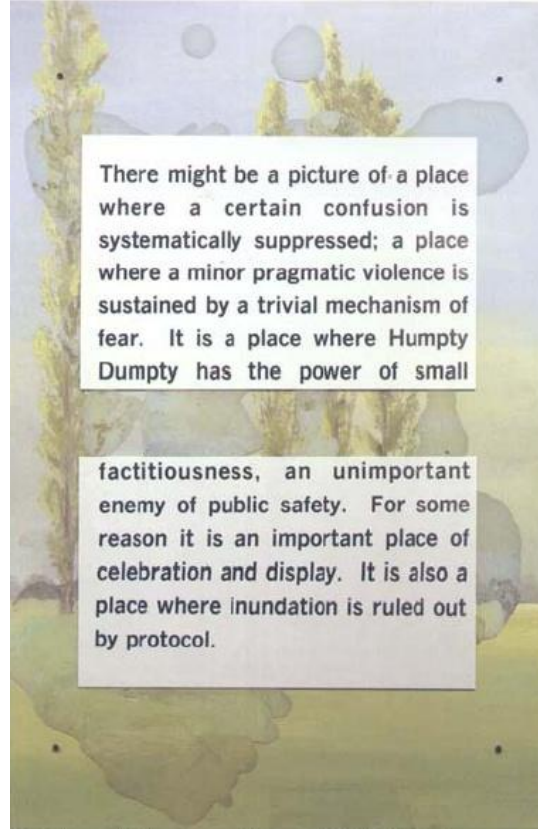 There might be a picture of a place
where a certain confusion is
systematically suppressed; a place
where a minor pragmatic violence is
sustained by a trivial mechanism of
fear. It is a place where Humpty
Dumpty has the power of small
factitiousness, an unimportant
enemy of public safety. For some
reason it is an important place of
celebration and display. It is also a
place where inundation is ruled out
by protocol.